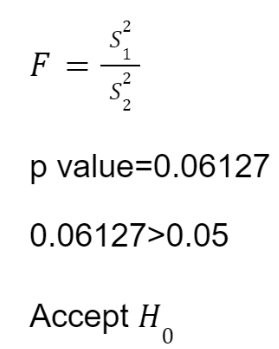 F = S₁² / S₂²
p value=0.06127
0.06127>0.05
Accept H₀